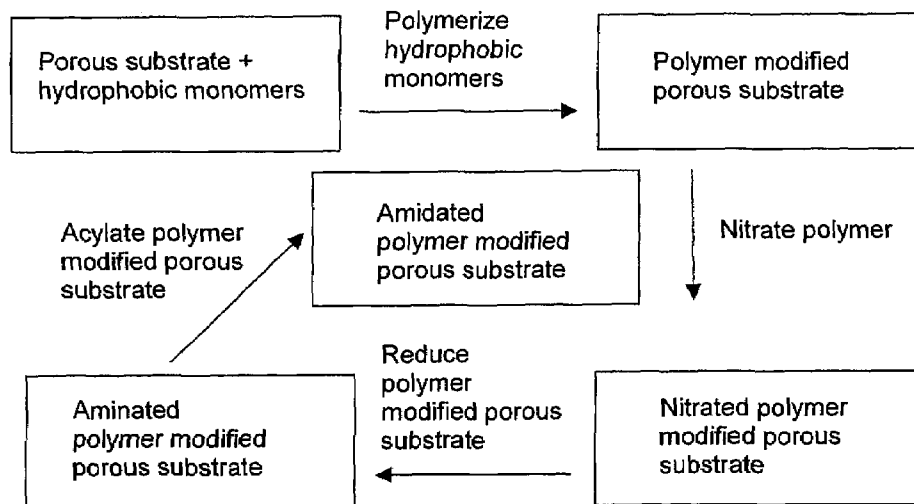 Porous substrate +
hydrophobic monomers
Polymerize
hydrophobic
monomers
Polymer modified
porous substrate
Nitrate polymer
Nitrated polymer
modified porous
substrate
Reduce
polymer
modified porous
substrate
Aminated
polymer modified
porous substrate
Acylate polymer
modified porous
substrate
Amidated
polymer modified
porous substrate